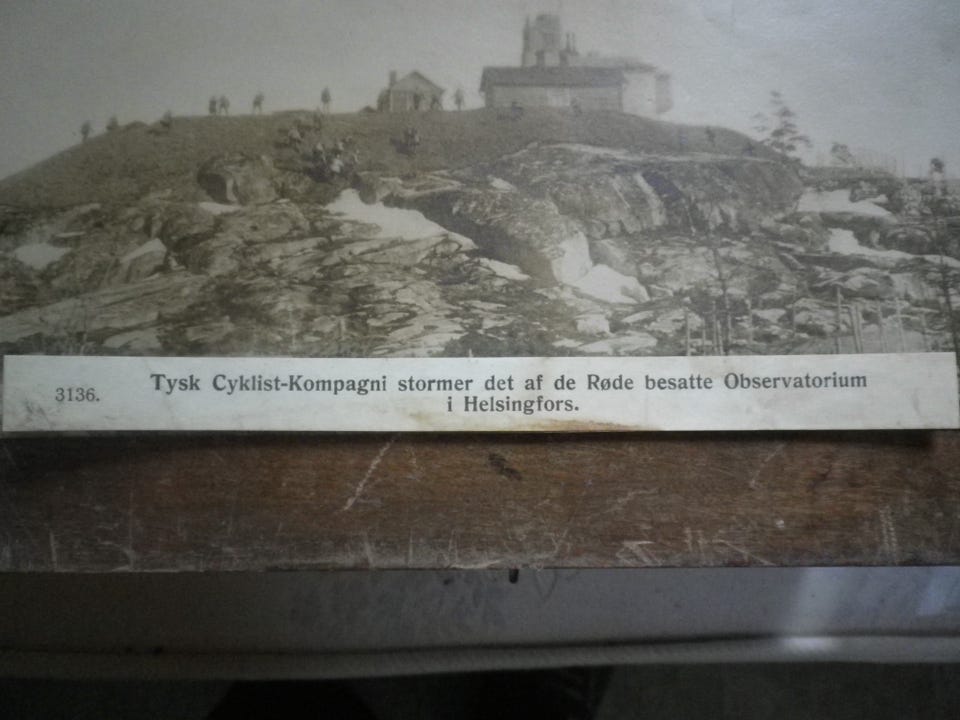 3136. Tysk Cyklist-Kompagni stormer det af de Røde besatte Observatorium
i Helsingfors.